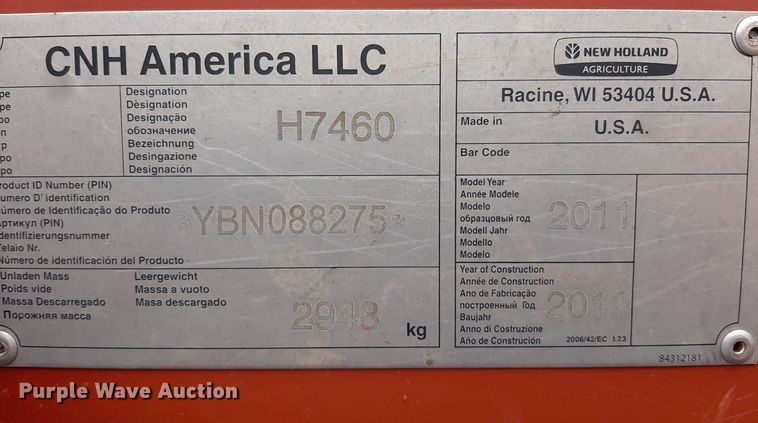 CNH America LLC
NEW HOLLAND
AGRICULTURE
Racine, WI 53404 U.S.A.
Made in
U.S.A.
Bar Code
Designation
Dèsignation
Designação
обозначение
Bezeichnung
Desingazione
Designación
H7460
roduct ID Number (PIN)
umero D' identification
úmero de Identificação do Produto
Артикул (PIN)
dentifizierungsnummer
elaio Nr.
Número de identificación del Producto
*YBN088275*
Model Year
Année Modele
Modelo
образцовый год
Modell Jahr
Modello
Modelo
2011
Unladen Mass Leergewicht
Poids vide Massa a vuoto
Massa Descarregado Masa descargado
Порожняя масса
2948
kg
Year of Construction
Année de Construction
Ano de Fabricação
построенный Год
Baujahr
Anno di Costruzione
Año de Construción
2011
2006/42/EC 1.7.3
84312181
Purple Wave Auction